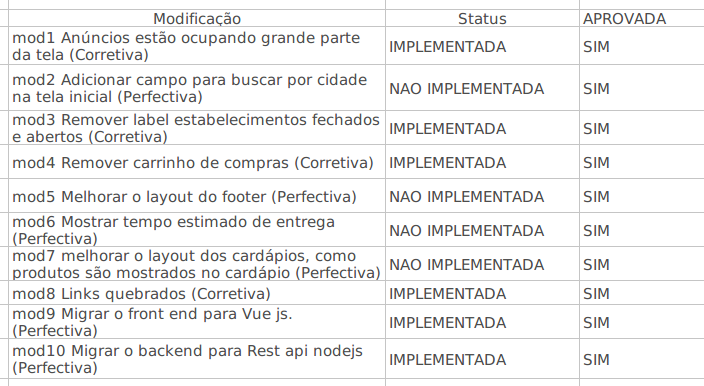 Modificação Status APROVADA
mod1 Anúncios estão ocupando grande parte
da tela (Corretiva) IMPLEMENTADA SIM
mod2 Adicionar campo para buscar por cidade
na tela inicial (Perfectiva) NAO IMPLEMENTADA SIM
mod3 Remover label estabelecimentos fechados
e abertos (Corretiva) IMPLEMENTADA SIM
mod4 Remover carrinho de compras (Corretiva) IMPLEMENTADA SIM
mod5 Melhorar o layout do footer (Perfectiva) NAO IMPLEMENTADA SIM
mod6 Mostrar tempo estimado de entrega
(Perfectiva) NAO IMPLEMENTADA SIM
mod7 melhorar o layout dos cardápios, como
produtos são mostrados no cardápio (Perfectiva) NAO IMPLEMENTADA SIM
mod8 Links quebrados (Corretiva) IMPLEMENTADA SIM
mod9 Migrar o front end para Vue js.
(Perfectiva) IMPLEMENTADA SIM
mod10 Migrar o backend para Rest api nodejs
(Perfectiva) IMPLEMENTADA SIM